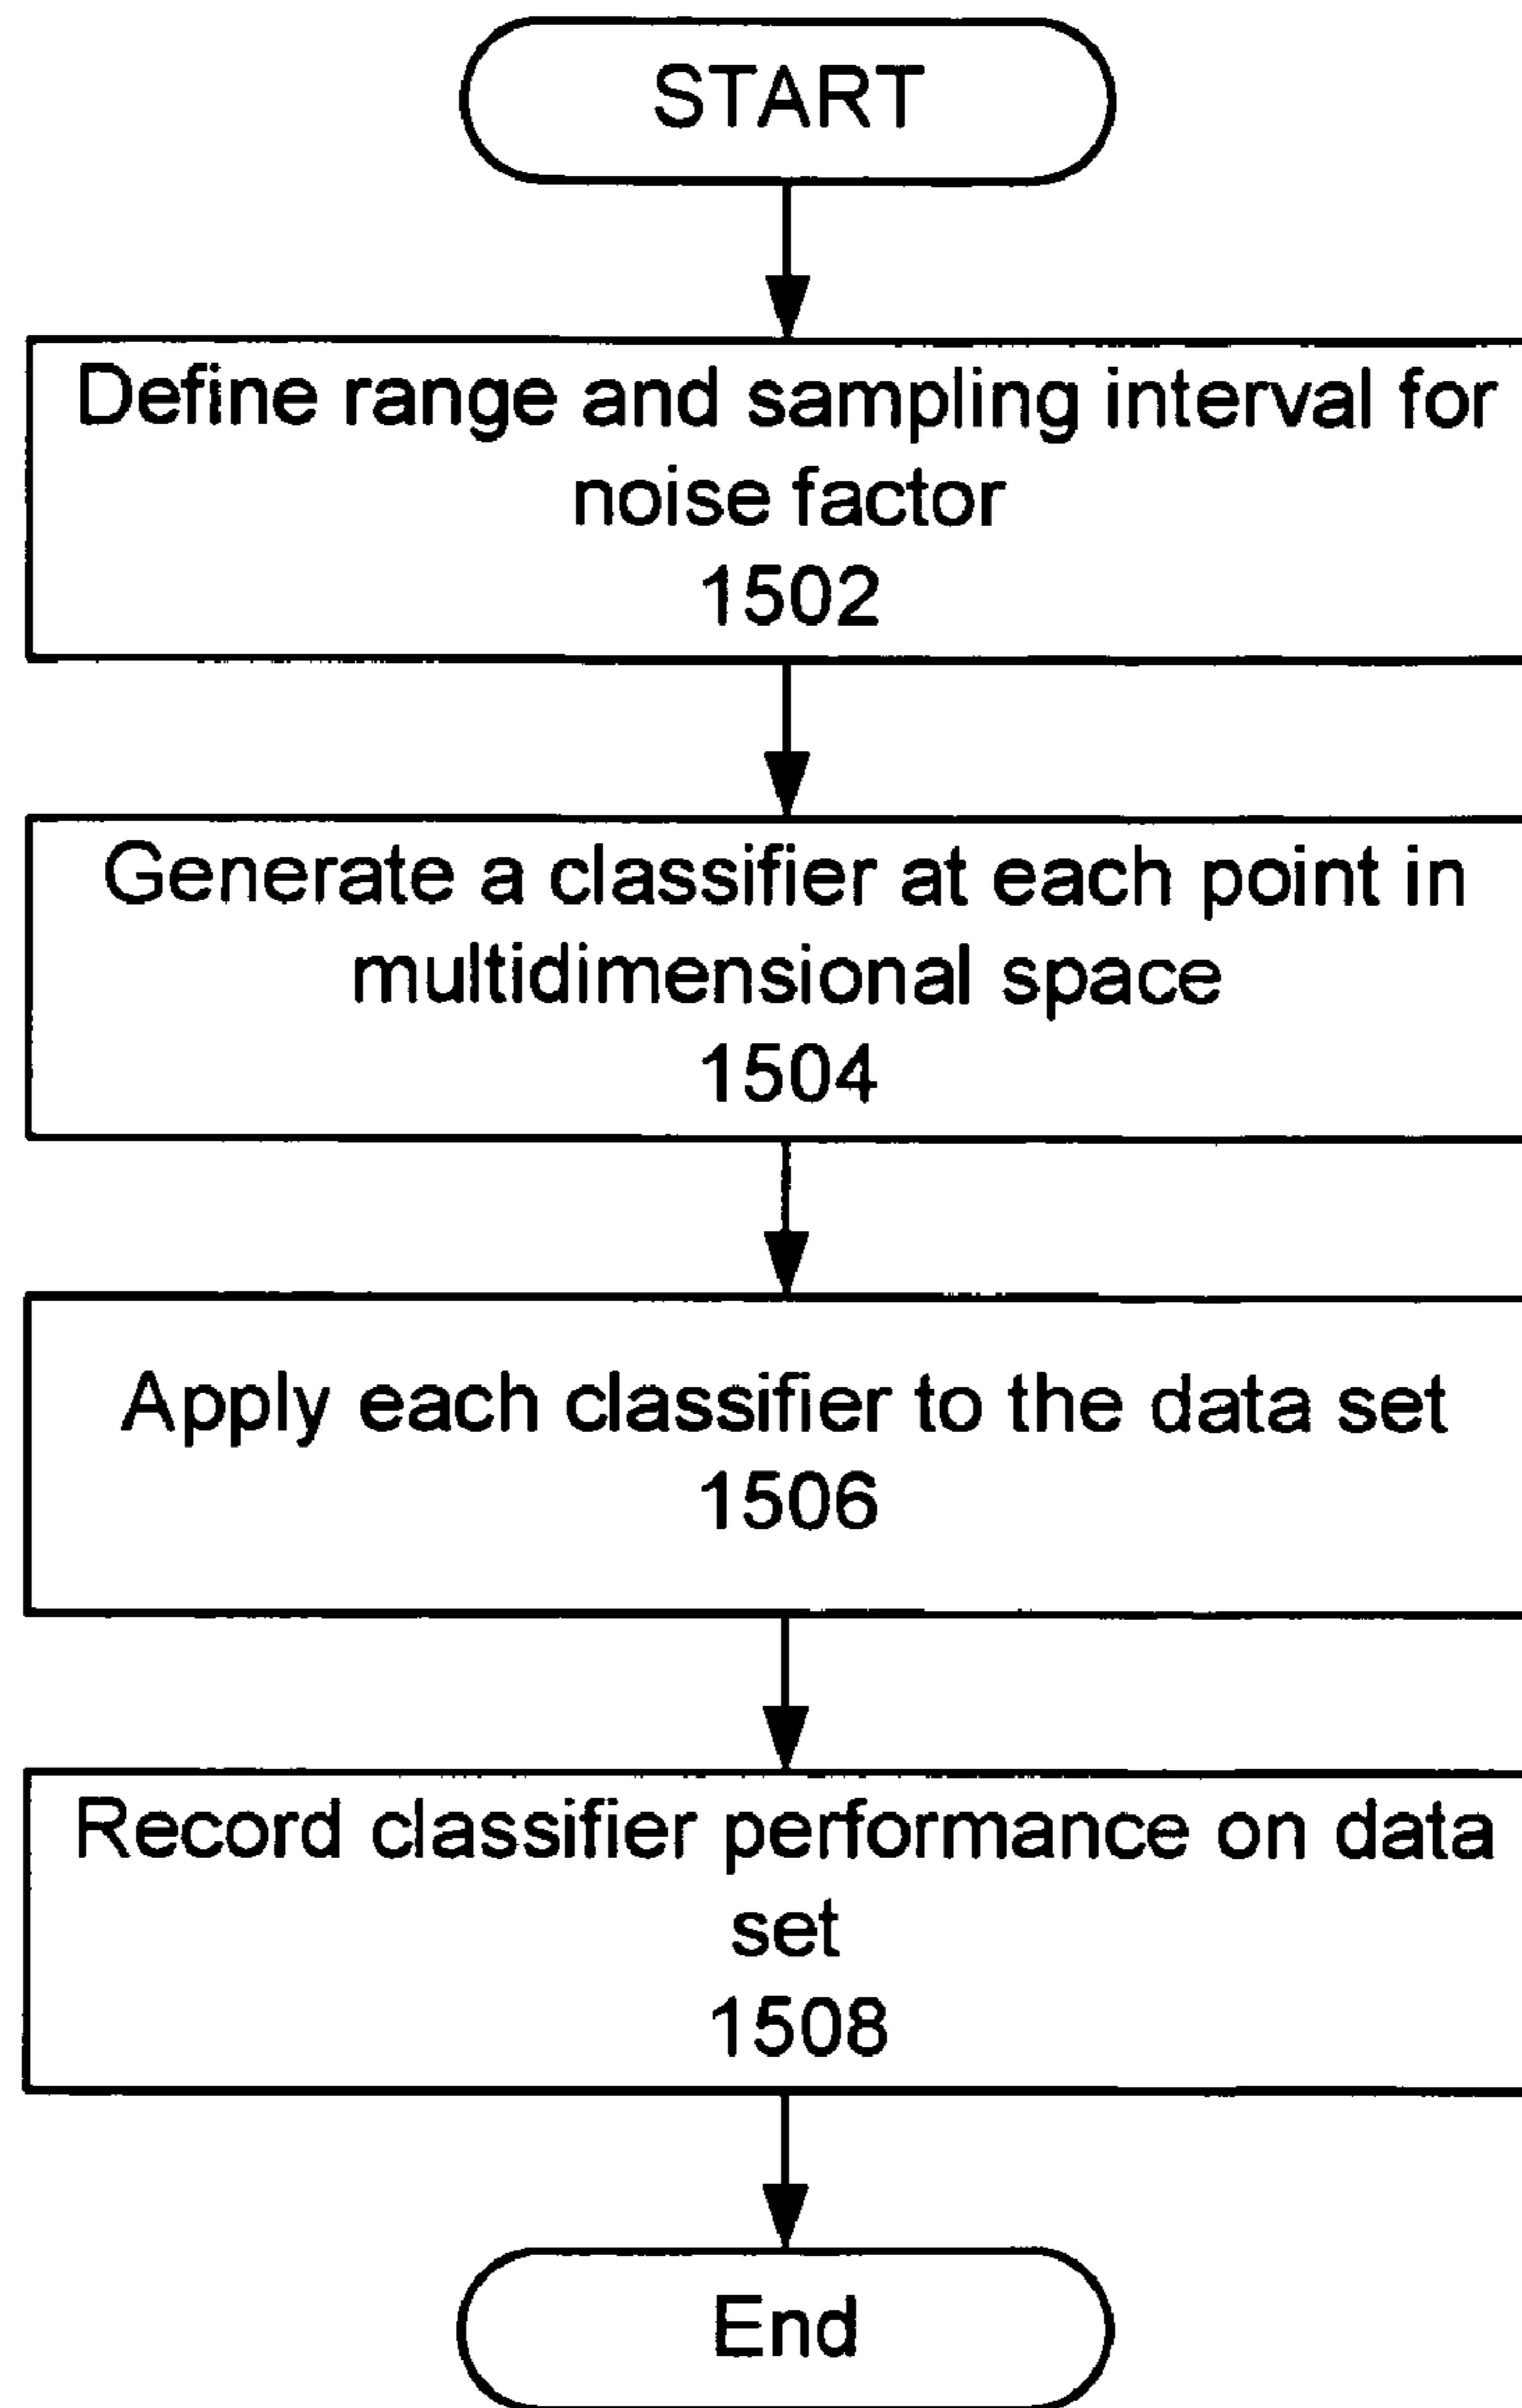 START
Define range and sampling interval for
noise factor
1502
Generate a classifier at each point in
multidimensional space
1504
Apply each classifier to the data set
1506
Record classifier performance on data
set
1508
End